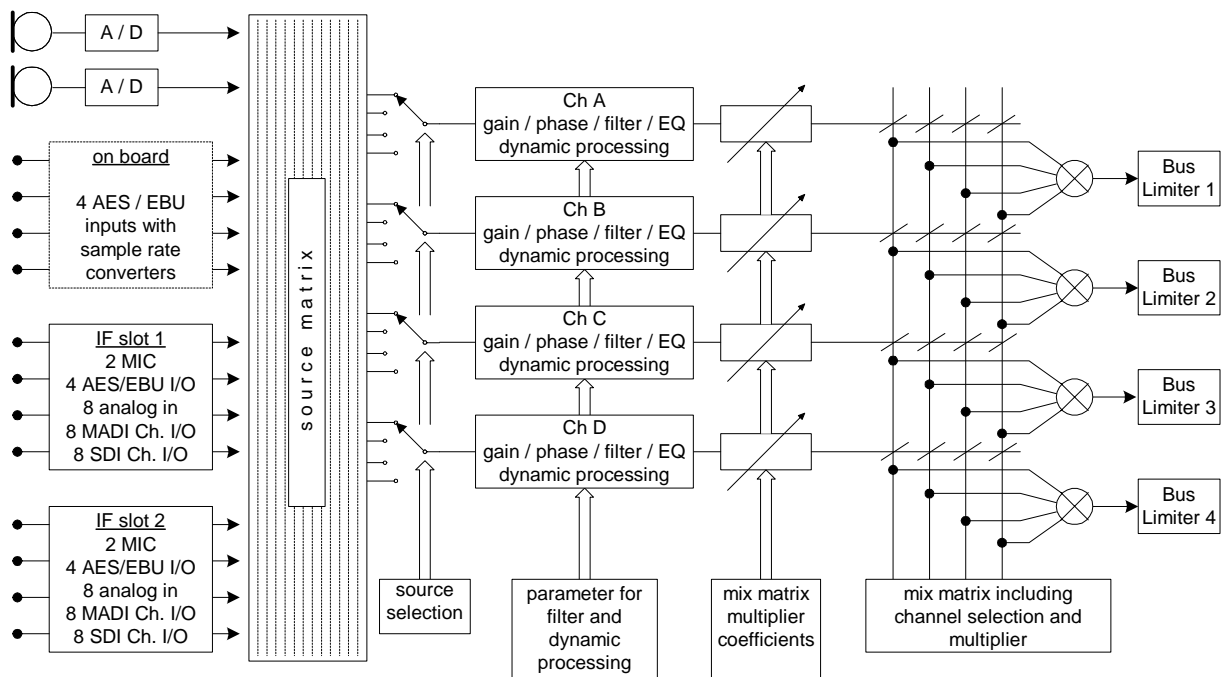 A / D
A / D
on board
4 AES / EBU
inputs with
sample rate
converters
IF slot 1
2 MIC
4 AES/EBU I/O
8 analog in
8 MADI Ch. I/O
8 SDI Ch. I/O
IF slot 2
2 MIC
4 AES/EBU I/O
8 analog in
8 MADI Ch. I/O
8 SDI Ch. I/O
source matrix
Ch A
gain / phase / filter / EQ
dynamic processing
Ch B
gain / phase / filter / EQ
dynamic processing
Ch C
gain / phase / filter / EQ
dynamic processing
Ch D
gain / phase / filter / EQ
dynamic processing
Bus
Limiter 1
Bus
Limiter 2
Bus
Limiter 3
Bus
Limiter 4
source
selection
parameter for
filter and
dynamic
processing
mix matrix
multiplier
coefficients
mix matrix including
channel selection and
multiplier